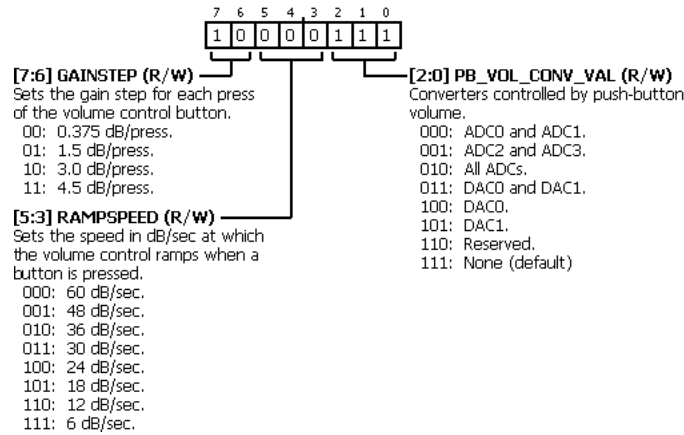 7 6 5 4 3 2 1 0
1 0 0 0 0 1 1 1
[7:6] GAINSTEP (R/W)
Sets the gain step for each press
of the volume control button.
00: 0.375 dB/press.
01: 1.5 dB/press.
10: 3.0 dB/press.
11: 4.5 dB/press.
[5:3] RAMPSPEED (R/W)
Sets the speed in dB/sec at which
the volume control ramps when a
button is pressed.
000: 60 dB/sec.
001: 48 dB/sec.
010: 36 dB/sec.
011: 30 dB/sec.
100: 24 dB/sec.
101: 18 dB/sec.
110: 12 dB/sec.
111: 6 dB/sec.
[2:0] PB_VOL_CONV_VAL (R/W)
Converters controlled by push-button
volume.
000: ADC0 and ADC1.
001: ADC2 and ADC3.
010: All ADCs.
011: DAC0 and DAC1.
100: DAC0.
101: DAC1.
110: Reserved.
111: None (default)